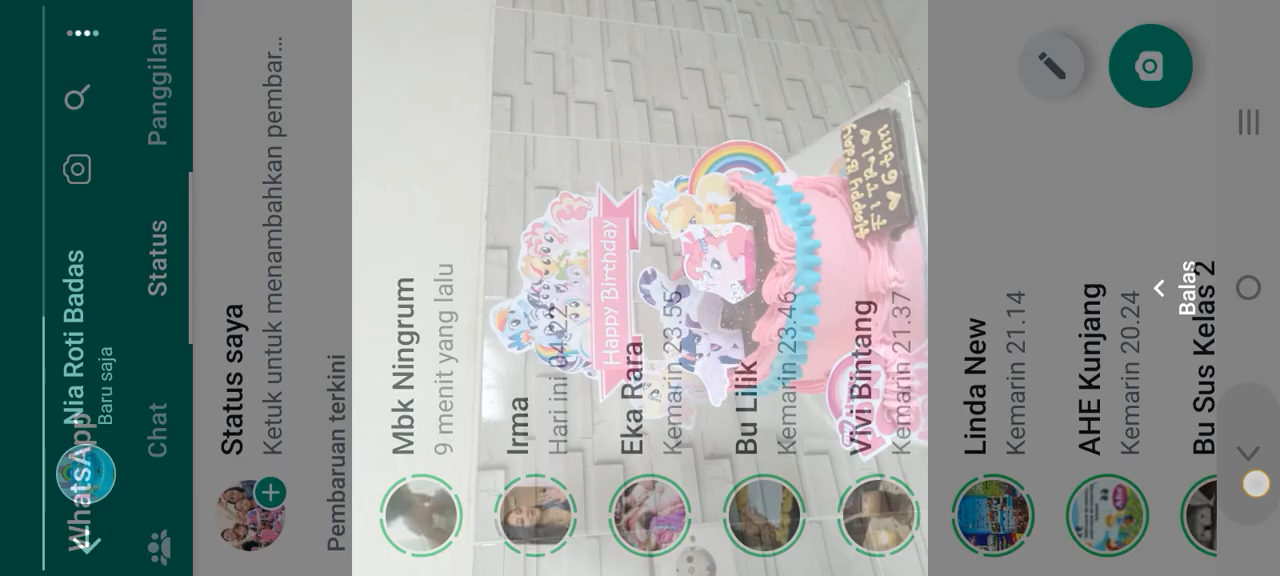 WhatsApp
Nia Roti Badas
Baru saja
Chat
Status
Panggilan
Status saya
Ketuk untuk menambahkan pembar...
Pembaruan terkini
Mbk Ningrum
9 menit yang lalu
Irma
Hari ini 04.22
Happy Birthday
Eka Rara
Kemarin 23.55
Bu Lilik
Kemarin 23.46
Vivi Bintang
Kemarin 21.37
Linda New
Kemarin 21.14
AHE Kunjang
Kemarin 20.24
Balas
Bu Sus Kelas 2